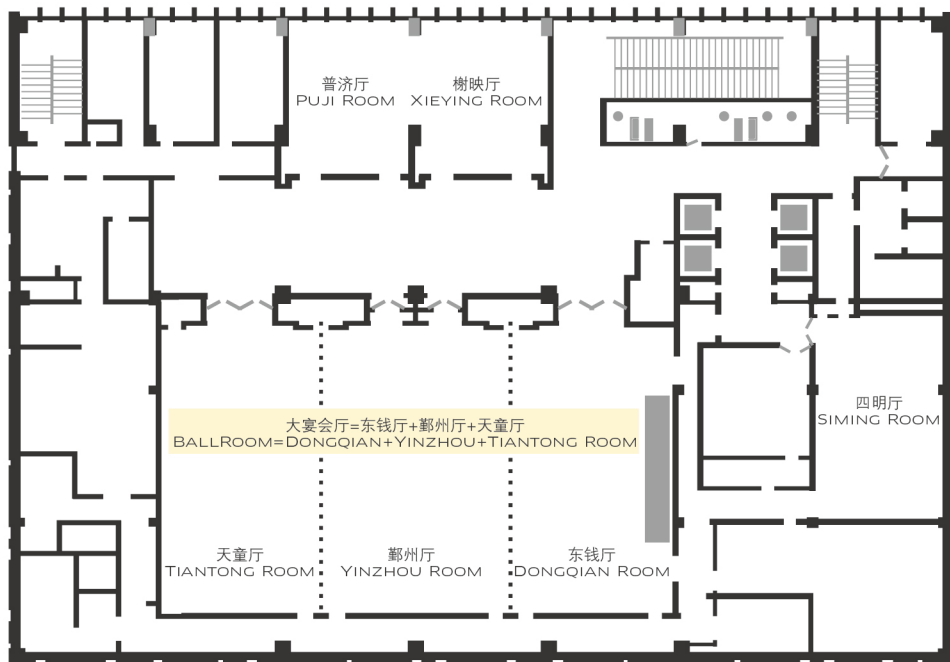 普济厅
PUJI ROOM
榭映厅
XIEYING ROOM
四明厅
SIMING ROOM
大宴会厅=东钱厅+鄞州厅+天童厅
BALLROOM=DONGQIAN+YINZHOU+TIANTONG ROOM
天童厅
TIANTONG ROOM
鄞州厅
YINZHOU ROOM
东钱厅
DONGQIAN ROOM